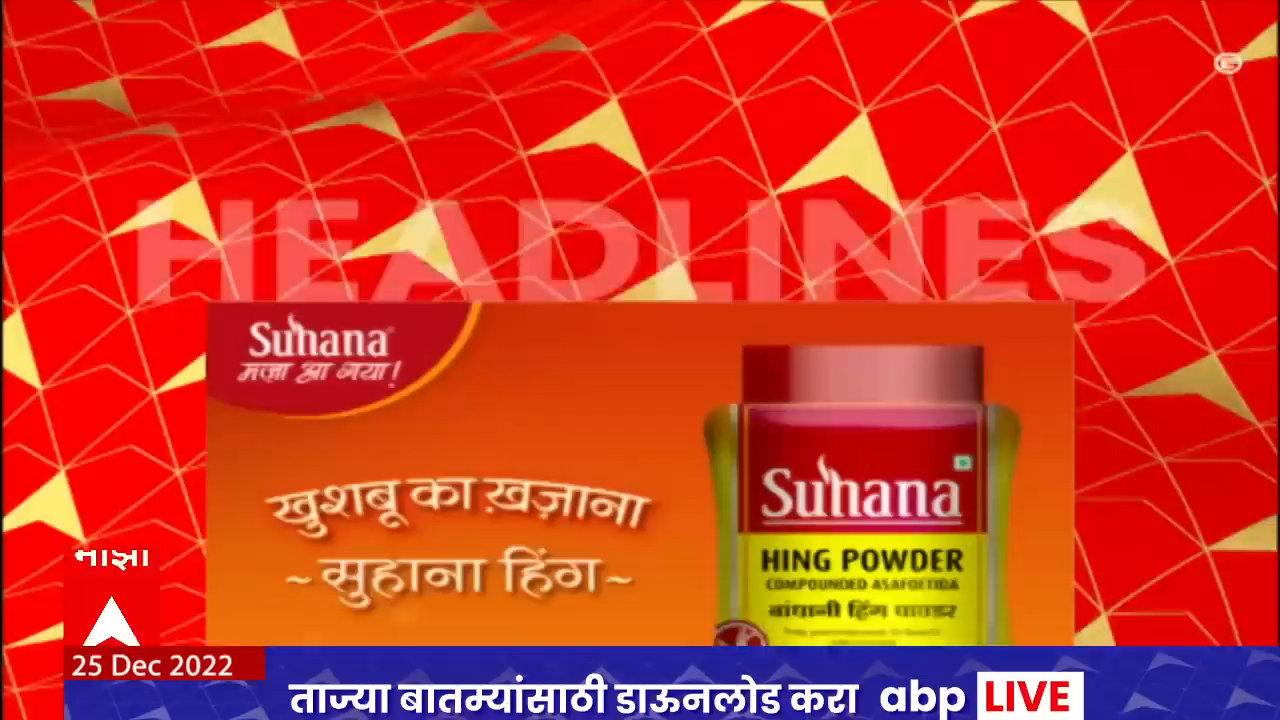 HEADLINES
Suhana
मज़ा आ गया!
खुशबू का ख़ज़ाना
~सुहाना हिंग~
Suhana
HING POWDER
COMPOUNDED ASAFOETIDA
बांधानी हिंग पावडर
माझा
25 Dec 2022
ताज्या बातम्यांसाठी डाऊनलोड करा abp LIVE